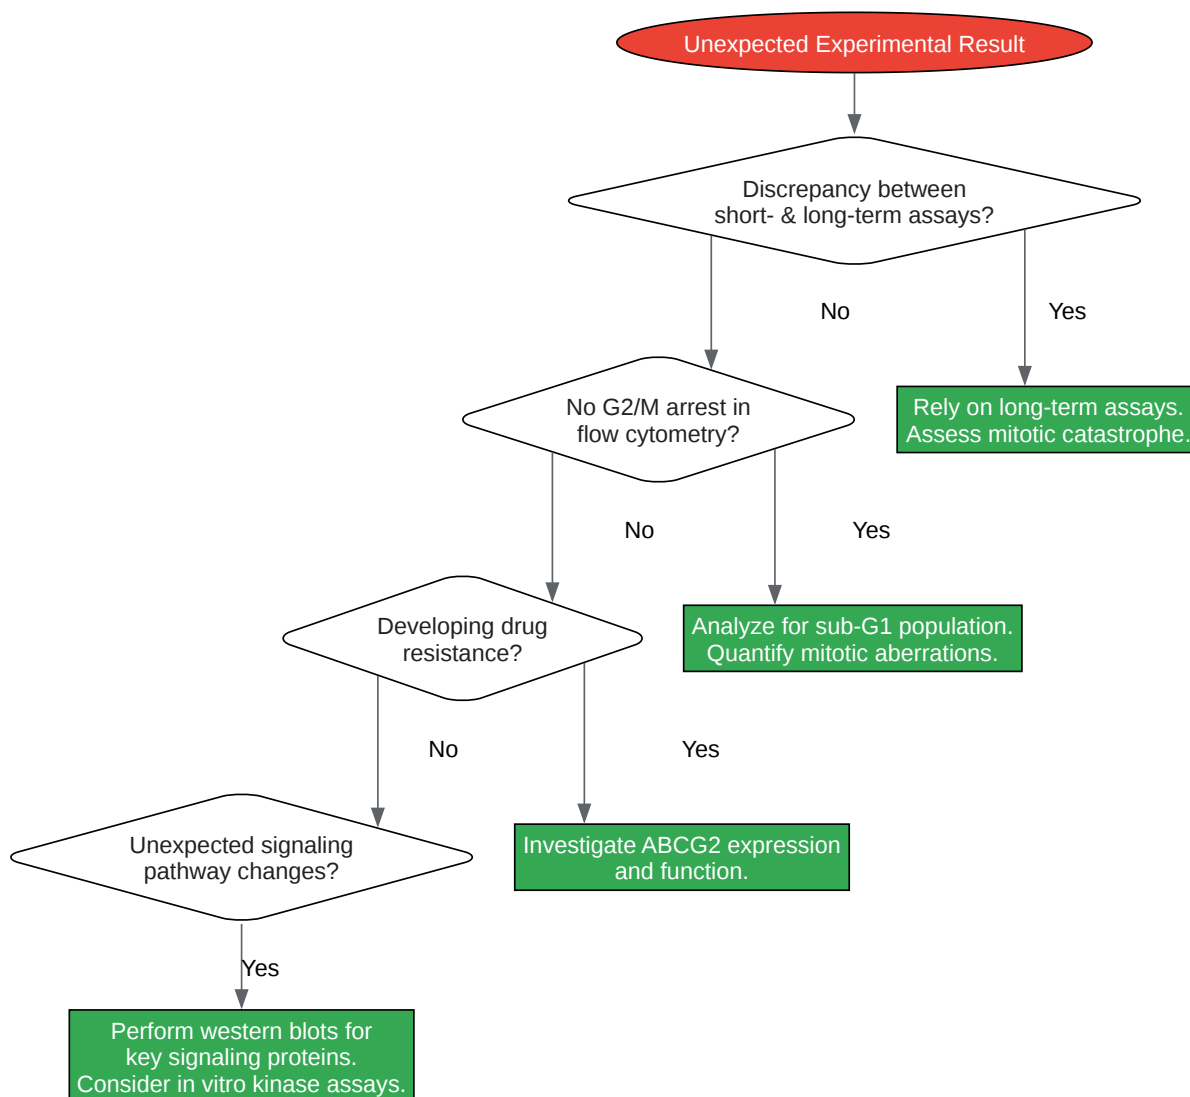 Unexpected Experimental Result
Discrepancy between
short- & long-term assays?
No
Yes
No G2/M arrest in
flow cytometry?
Rely on long-term assays.
Assess mitotic catastrophe.
No
Yes
Developing drug
resistance?
Analyze for sub-G1 population.
Quantify mitotic aberrations.
No
Yes
Unexpected signaling
pathway changes?
Investigate ABCG2 expression
and function.
Yes
Perform western blots for
key signaling proteins.
Consider in vitro kinase assays.